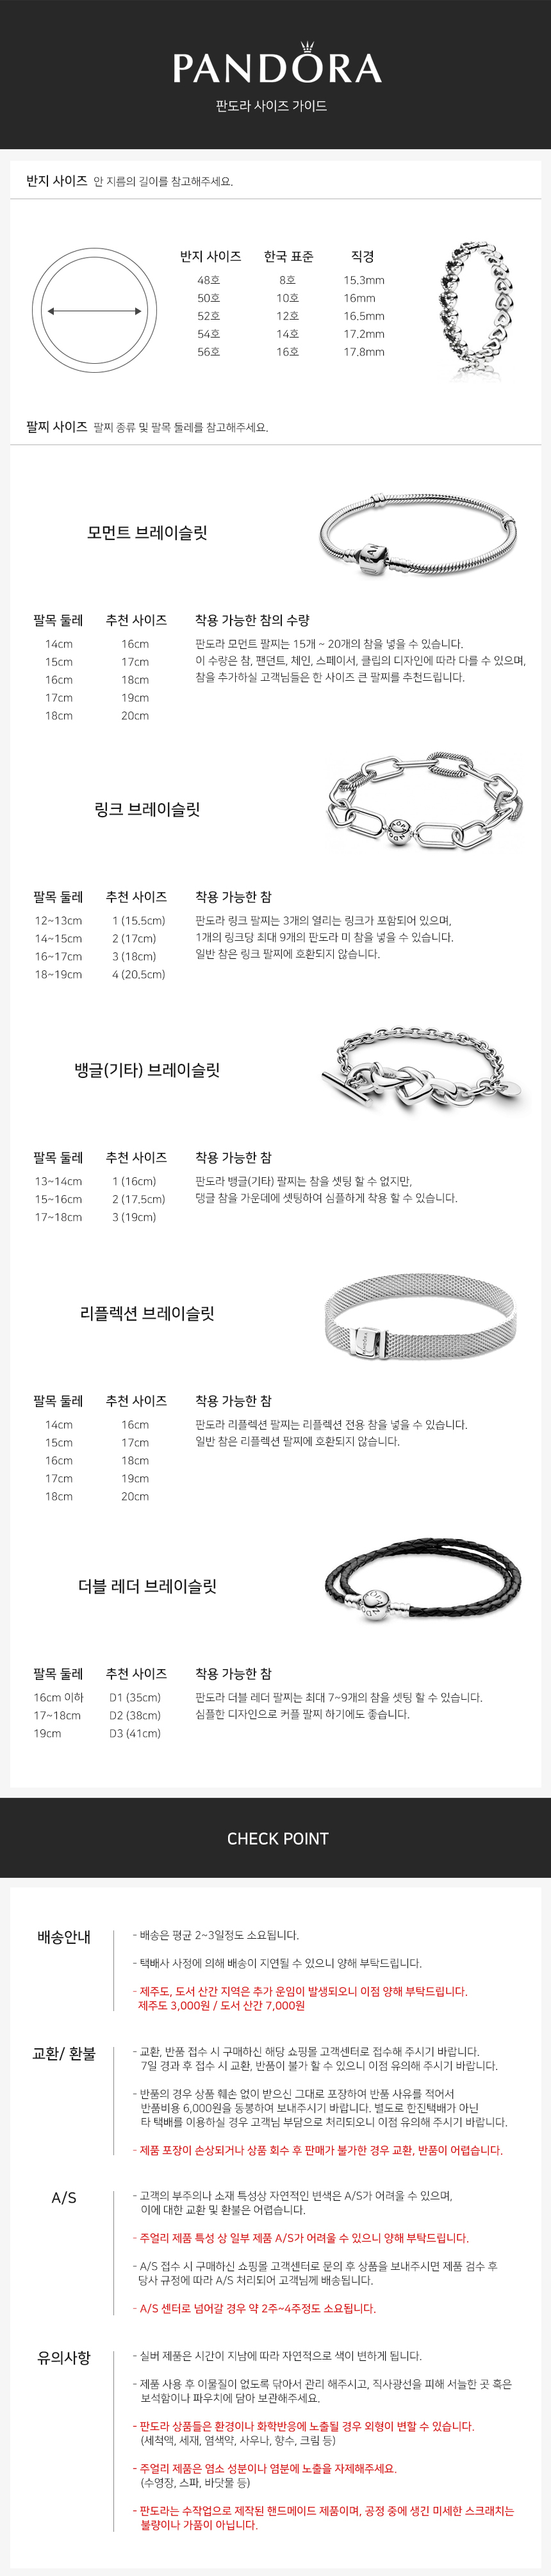 PANDORA
판도라 사이즈 가이드
반지 사이즈 안 지름의 길이를 참고해주세요.
반지 사이즈 한국 표준 직경
48호 8호 15.3mm
50호 10호 16mm
52호 12호 16.5mm
54호 14호 17.2mm
56호 16호 17.8mm
팔찌 사이즈 팔찌 종류 및 팔목 둘레를 참고해주세요.
모먼트 브레이슬릿
팔목 둘레 추천 사이즈 착용 가능한 참의 수량
14cm 16cm 판도라 모먼트 팔찌는 15개 ~ 20개의 참을 넣을 수 있습니다.
15cm 17cm 이 수량은 참, 팬던트, 체인, 스페이서, 클립의 디자인에 따라 다를 수 있으며,
16cm 18cm 참을 추가하실 고객님들은 한 사이즈 큰 팔찌를 추천드립니다.
17cm 19cm
18cm 20cm
링크 브레이슬릿
팔목 둘레 추천 사이즈 착용 가능한 참
12~13cm 1 (15.5cm) 판도라 링크 팔찌는 3개의 열리는 링크가 포함되어 있으며,
14~15cm 2 (17cm) 1개의 링크당 최대 9개의 판도라 미 참을 넣을 수 있습니다.
16~17cm 3 (18cm) 일반 참은 링크 팔찌에 호환되지 않습니다.
18~19cm 4 (20.5cm)
뱅글(기타) 브레이슬릿
팔목 둘레 추천 사이즈 착용 가능한 참
13~14cm 1 (16cm) 판도라 뱅글(기타) 팔찌는 참을 셋팅 할 수 없지만,
15~16cm 2 (17.5cm) 댕글 참을 가운데에 셋팅하여 심플하게 착용 할 수 있습니다.
17~18cm 3 (19cm)
리플렉션 브레이슬릿
팔목 둘레 추천 사이즈 착용 가능한 참
14cm 16cm 판도라 리플렉션 팔찌는 리플렉션 전용 참을 넣을 수 있습니다.
15cm 17cm 일반 참은 리플렉션 팔찌에 호환되지 않습니다.
16cm 18cm
17cm 19cm
18cm 20cm
더블 레더 브레이슬릿
팔목 둘레 추천 사이즈 착용 가능한 참
16cm 이하 D1 (35cm) 판도라 더블 레더 팔찌는 최대 7~9개의 참을 셋팅 할 수 있습니다.
17~18cm D2 (38cm) 심플한 디자인으로 커플 팔찌 하기에도 좋습니다.
19cm D3 (41cm)
CHECK POINT
배송안내
- 배송은 평균 2~3일정도 소요됩니다.
- 택배사 사정에 의해 배송이 지연될 수 있으니 양해 부탁드립니다.
- 제주도, 도서 산간 지역은 추가 운임이 발생되오니 이점 양해 부탁드립니다.
제주도 3,000원 / 도서 산간 7,000원
교환/ 환불
- 교환, 반품 접수 시 구매하신 해당 쇼핑몰 고객센터로 접수해 주시기 바랍니다.
7일 경과 후 접수 시 교환, 반품이 불가 할 수 있으니 이점 유의해 주시기 바랍니다.
- 반품의 경우 상품 훼손 없이 받으신 그대로 포장하여 반품 사유를 적어서
반품비용 6,000원을 동봉하여 보내주시기 바랍니다. 별도로 한진택배가 아닌
타 택배를 이용하실 경우 고객님 부담으로 처리되오니 이점 유의해 주시기 바랍니다.
- 제품 포장이 손상되거나 상품 회수 후 판매가 불가한 경우 교환, 반품이 어렵습니다.
A/S
- 고객의 부주의나 소재 특성상 자연적인 변색은 A/S가 어려울 수 있으며,
이에 대한 교환 및 환불은 어렵습니다.
- 주얼리 제품 특성 상 일부 제품 A/S가 어려울 수 있으니 양해 부탁드립니다.
- A/S 접수 시 구매하신 쇼핑몰 고객센터로 문의 후 상품을 보내주시면 제품 검수 후
당사 규정에 따라 A/S 처리되어 고객님께 배송됩니다.
- A/S 센터로 넘어갈 경우 약 2주~4주정도 소요됩니다.
유의사항
- 실버 제품은 시간이 지남에 따라 자연적으로 색이 변하게 됩니다.
- 제품 사용 후 이물질이 없도록 닦아서 관리 해주시고, 직사광선을 피해 서늘한 곳 혹은
보석함이나 파우치에 담아 보관해주세요.
- 판도라 상품들은 환경이나 화학반응에 노출될 경우 외형이 변할 수 있습니다.
(세척액, 세재, 염색약, 사우나, 향수, 크림 등)
- 주얼리 제품은 염소 성분이나 염분에 노출을 자제해주세요.
(수영장, 스파, 바닷물 등)
- 판도라는 수작업으로 제작된 핸드메이드 제품이며, 공정 중에 생긴 미세한 스크래치는
불량이나 가품이 아닙니다.